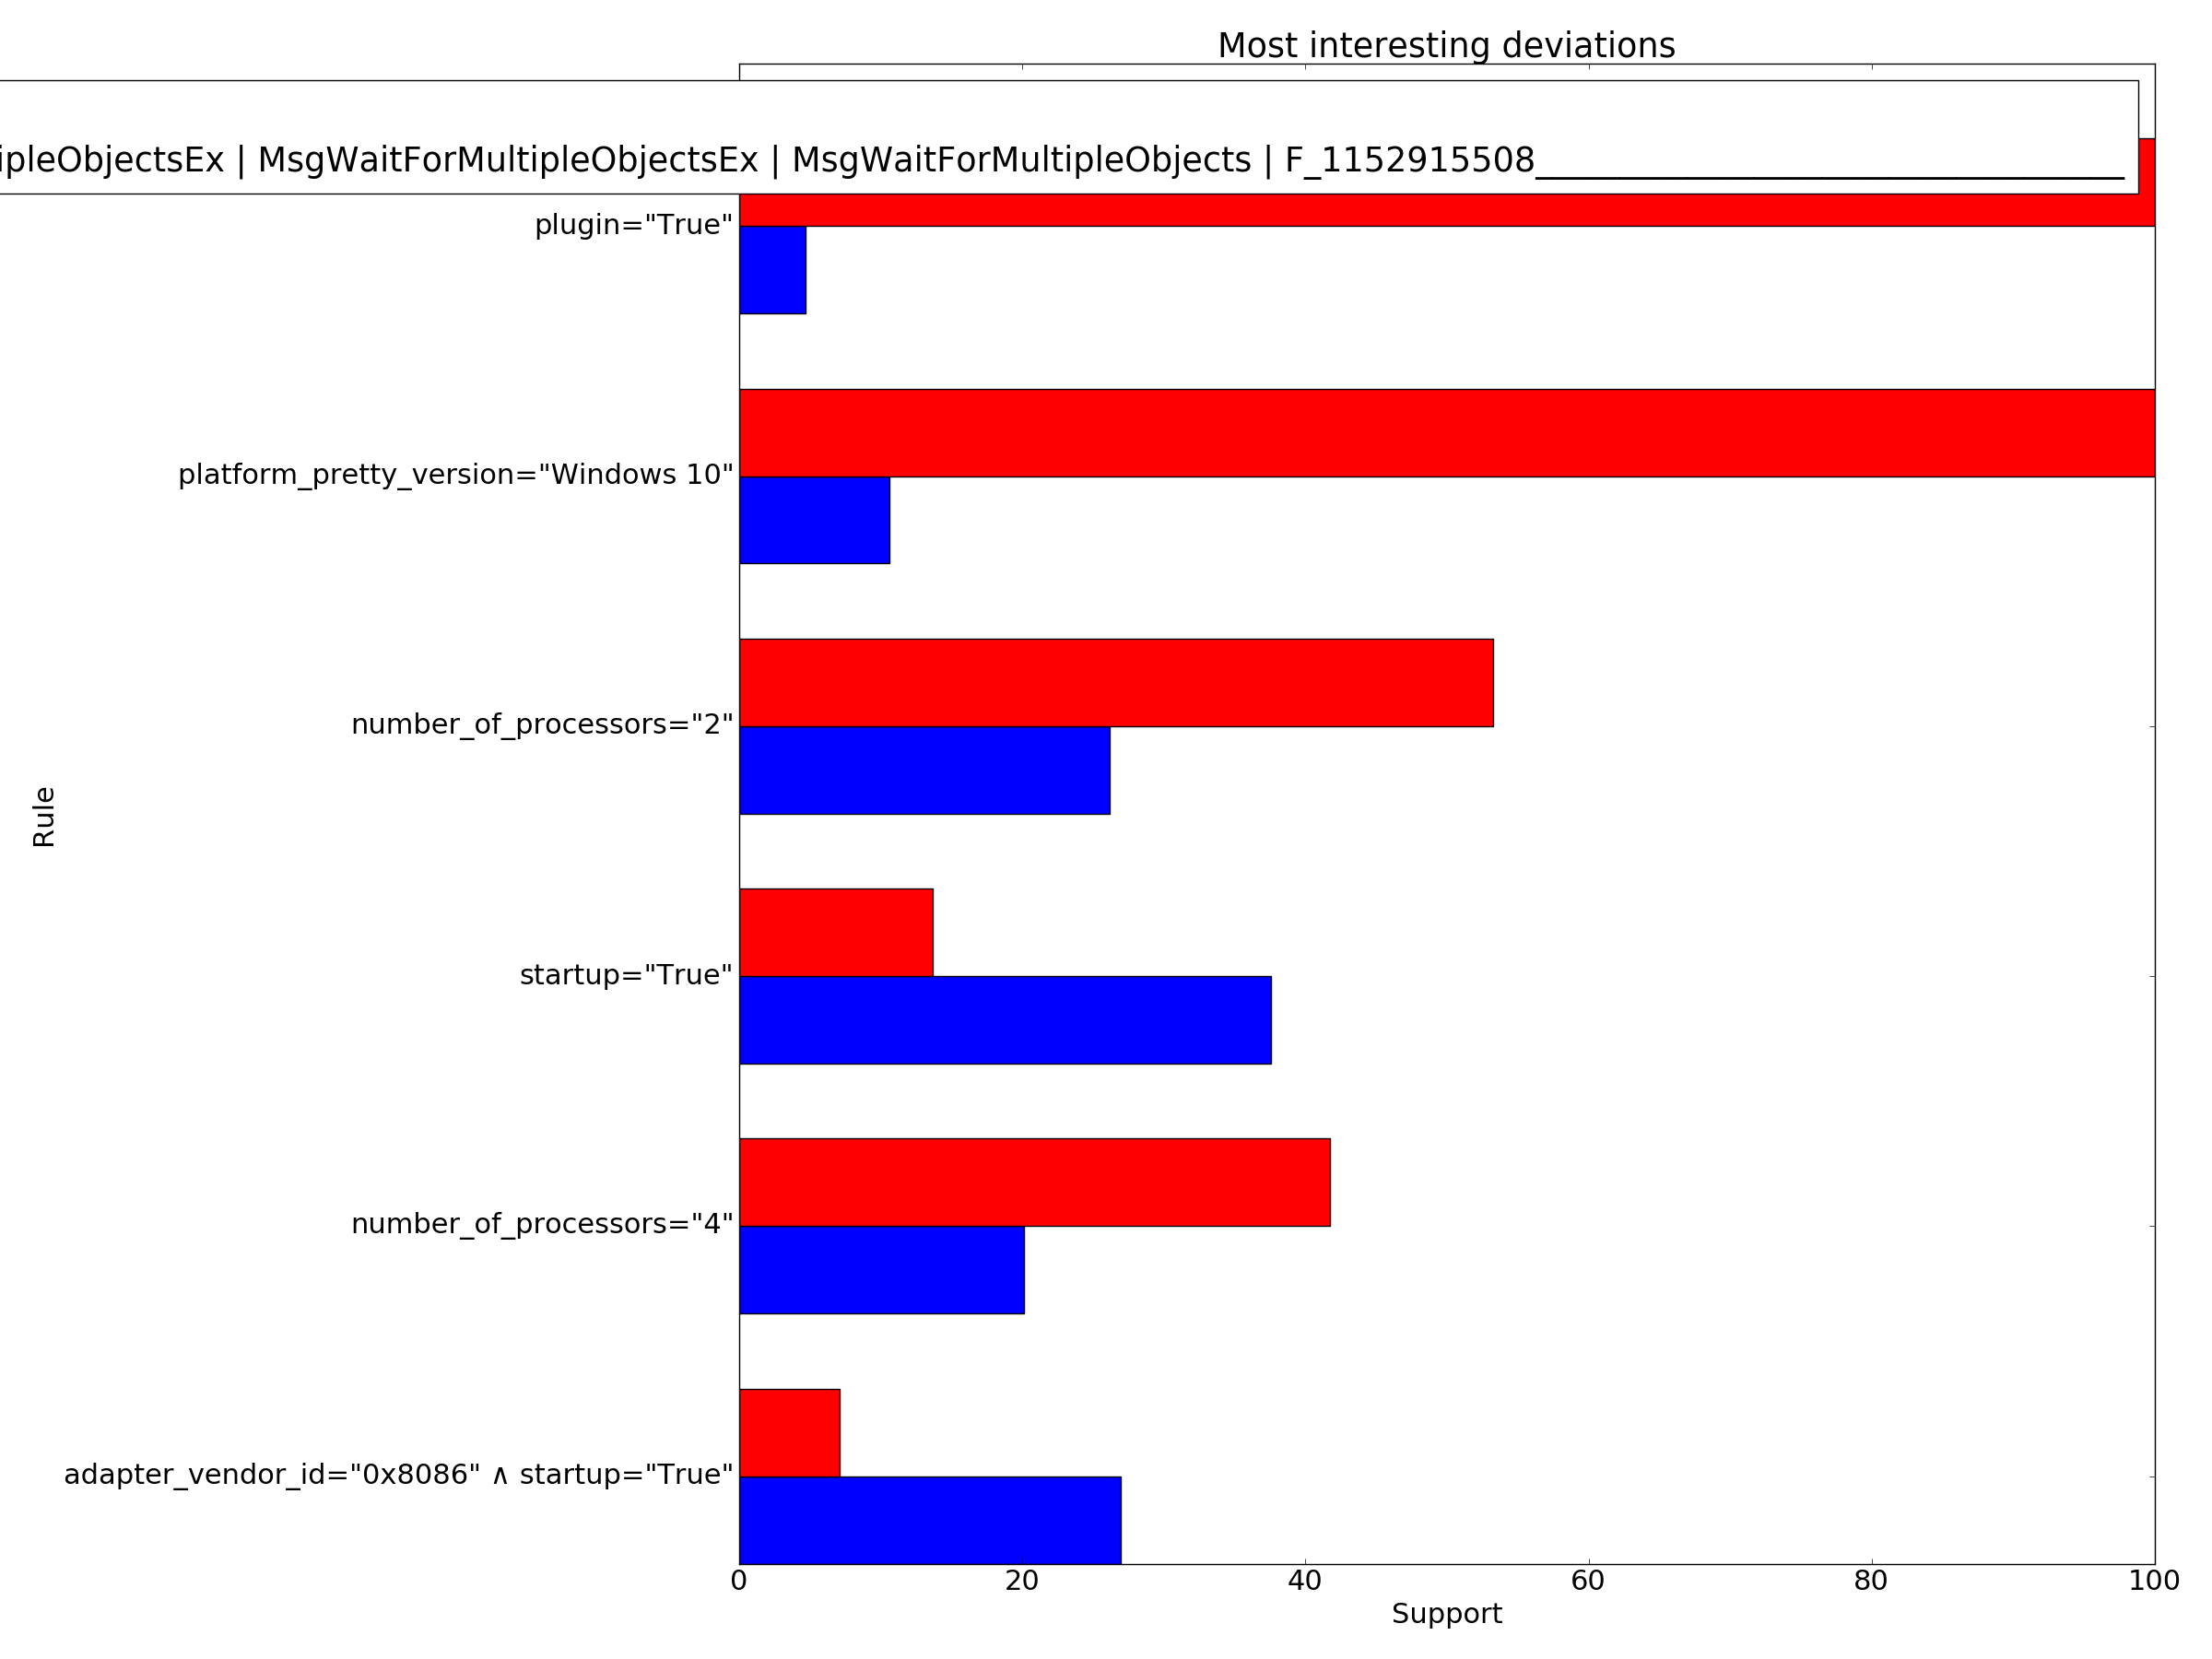 Most interesting deviations
ipleObjectsEx | MsgWaitForMultipleObjectsEx | MsgWaitForMultipleObjects | F_1152915508______________________________
plugin="True"
platform_pretty_version="Windows 10"
number_of_processors="2"
Rule
startup="True"
number_of_processors="4"
adapter_vendor_id="0x8086" ∧ startup="True"
0 20 40 60 80 100
Support